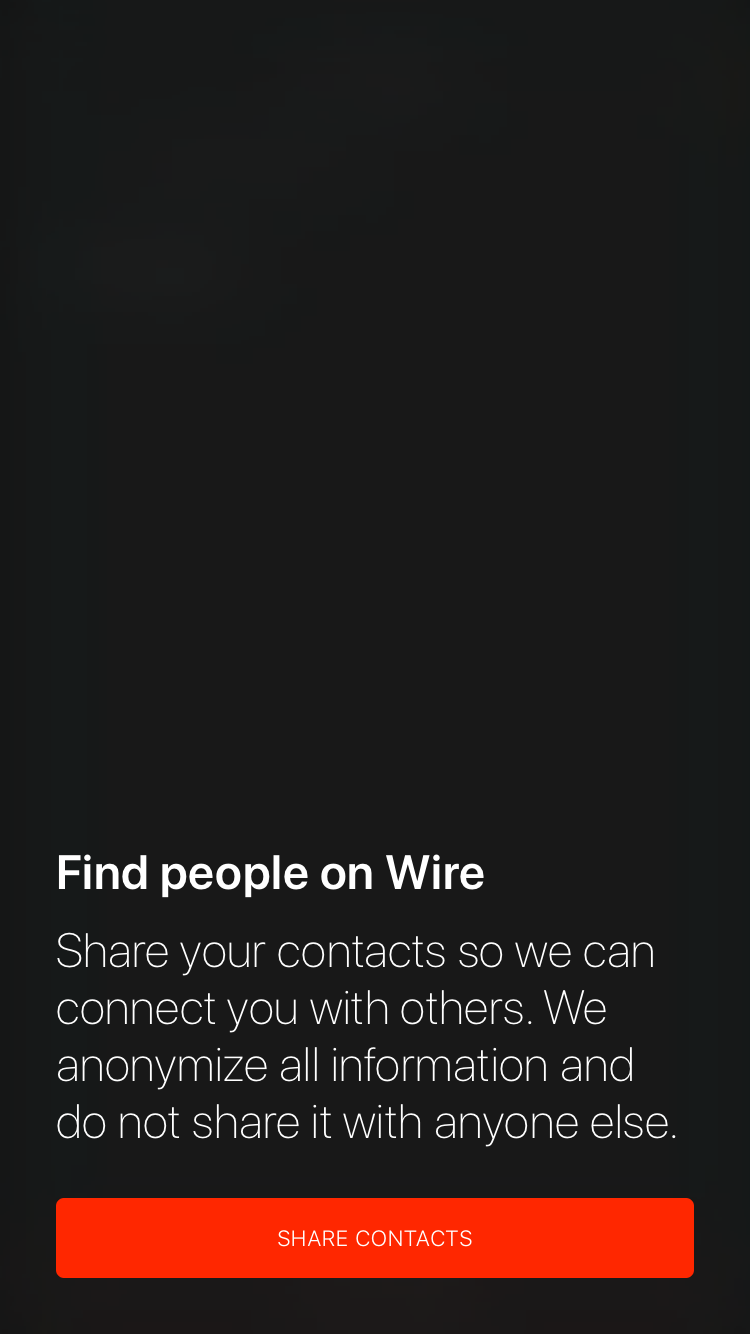 Find people on Wire
Share your contacts so we can
connect you with others. We
anonymize all information and
do not share it with anyone else.
SHARE CONTACTS